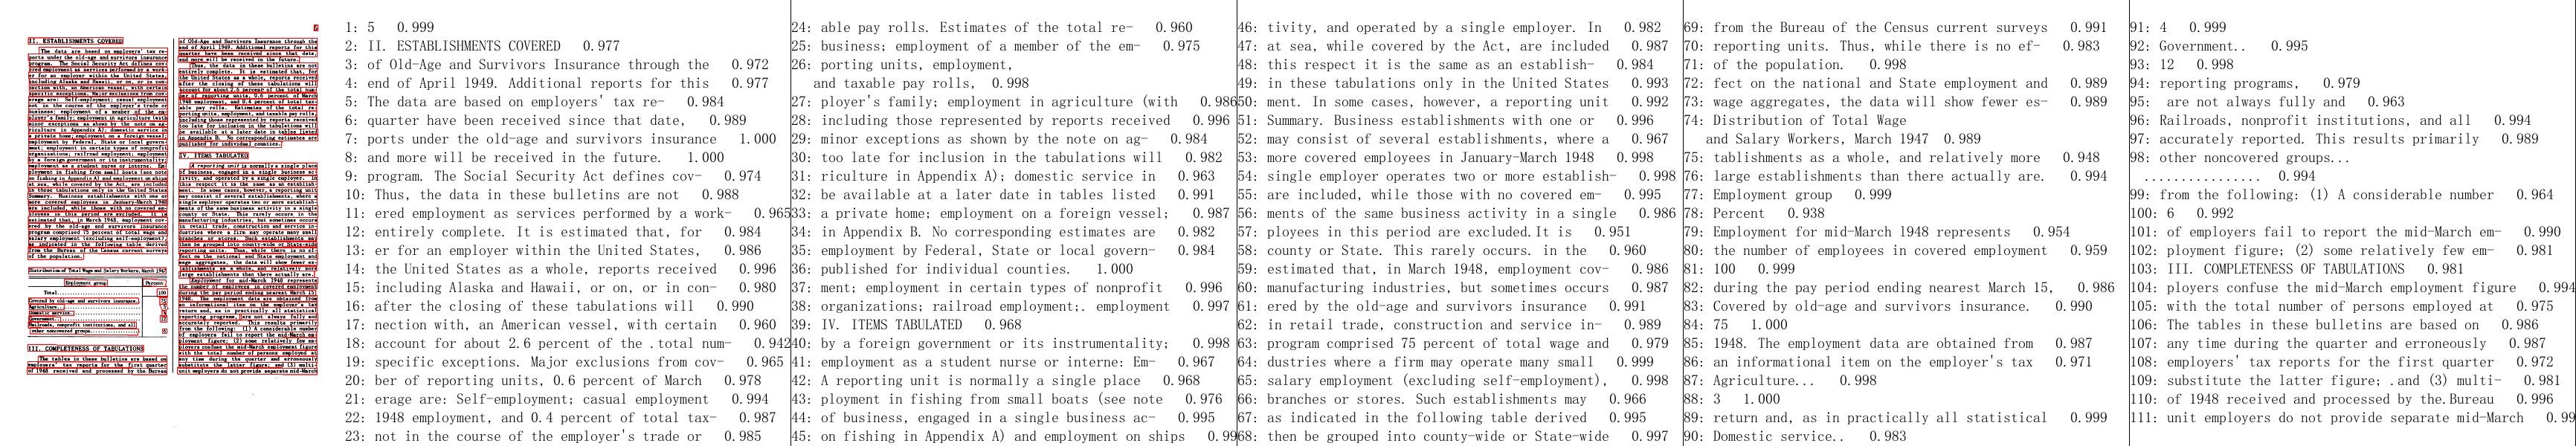 1: 5 0.999
2: II. ESTABLISHMENTS COVERED 0.977
3: of Old-Age and Survivors Insurance through the 0.972
4: end of April 1949. Additional reports for this 0.977
5: The data are based on employers' tax re- 0.984
6: quarter have been received since that date, 0.989
7: ports under the old-age and survivors insurance 1.000
8: and more will be received in the future. 1.000
9: program. The Social Security Act defines cov- 0.974
10: Thus, the data in these bulletins are not 0.988
11: ered employment as services performed by a work- 0.965
12: entirely complete. It is estimated that, for 0.984
13: er for an employer within the United States, 0.986
14: the United States as a whole, reports received 0.996
15: including Alaska and Hawaii, or on, or in con- 0.980
16: after the closing of these tabulations will 0.990
17: nection with, an American vessel, with certain 0.960
18: account for about 2.6 percent of the .total num- 0.942
19: specific exceptions. Major exclusions from cov- 0.965
20: ber of reporting units, 0.6 percent of March 0.978
21: erage are: Self-employment; casual employment 0.994
22: 1948 employment, and 0.4 percent of total tax- 0.987
23: not in the course of the employer's trade or 0.985
24: able pay rolls. Estimates of the total re- 0.960
25: business; employment of a member of the em- 0.975
26: porting units, employment,
and taxable pay rolls, 0.998
27: ployer's family; employment in agriculture (with 0.986
28: including those represented by reports received 0.996
29: minor exceptions as shown by the note on ag- 0.984
30: too late for inclusion in the tabulations will 0.982
31: riculture in Appendix A); domestic service in 0.963
32: be available at a later date in tables listed 0.991
33: a private home; employment on a foreign vessel; 0.987
34: in Appendix B. No corresponding estimates are 0.982
35: employment by Federal, State or local govern- 0.984
36: published for individual counties. 1.000
37: ment; employment in certain types of nonprofit 0.996
38: organizations; railroad employment;. employment 0.997
39: IV. ITEMS TABULATED 0.968
40: by a foreign government or its instrumentality; 0.998
41: employment as a student nurse or interne: Em- 0.967
42: A reporting unit is normally a single place 0.968
43: ployment in fishing from small boats (see note 0.976
44: of business, engaged in a single business ac- 0.995
45: on fishing in Appendix A) and employment on ships 0.99
46: tivity, and operated by a single employer. In 0.982
47: at sea, while covered by the Act, are included 0.987
48: this respect it is the same as an establish- 0.984
49: in these tabulations only in the United States 0.993
50: ment. In some cases, however, a reporting unit 0.992
51: Summary. Business establishments with one or 0.996
52: may consist of several establishments, where a 0.967
53: more covered employees in January-March 1948 0.998
54: single employer operates two or more establish- 0.998
55: are included, while those with no covered em- 0.995
56: ments of the same business activity in a single 0.986
57: ployees in this period are excluded.It is 0.951
58: county or State. This rarely occurs. in the 0.960
59: estimated that, in March 1948, employment cov- 0.986
60: manufacturing industries, but sometimes occurs 0.987
61: ered by the old-age and survivors insurance 0.991
62: in retail trade, construction and service in- 0.989
63: program comprised 75 percent of total wage and 0.979
64: dustries where a firm may operate many small 0.999
65: salary employment (excluding self-employment), 0.998
66: branches or stores. Such establishments may 0.966
67: as indicated in the following table derived 0.995
68: then be grouped into county-wide or State-wide 0.997
69: from the Bureau of the Census current surveys 0.991
70: reporting units. Thus, while there is no ef- 0.983
71: of the population. 0.998
72: fect on the national and State employment and 0.989
73: wage aggregates, the data will show fewer es- 0.989
74: Distribution of Total Wage
and Salary Workers, March 1947 0.989
75: tablishments as a whole, and relatively more 0.948
76: large establishments than there actually are. 0.994
77: Employment group 0.999
78: Percent 0.938
79: Employment for mid-March 1948 represents 0.954
80: the number of employees in covered employment 0.959
81: 100 0.999
82: during the pay period ending nearest March 15, 0.986
83: Covered by old-age and survivors insurance. 0.990
84: 75 1.000
85: 1948. The employment data are obtained from 0.987
86: an informational item on the employer's tax 0.971
87: Agriculture... 0.998
88: 3 1.000
89: return and, as in practically all statistical 0.999
90: Domestic service.. 0.983
91: 4 0.999
92: Government.. 0.995
93: 12 0.998
94: reporting programs, 0.979
95: are not always fully and 0.963
96: Railroads, nonprofit institutions, and all 0.994
97: accurately reported. This results primarily 0.989
98: other noncovered groups...
................ 0.994
99: from the following: (1) A considerable number 0.964
100: 6 0.992
101: of employers fail to report the mid-March em- 0.990
102: ployment figure; (2) some relatively few em- 0.981
103: III. COMPLETENESS OF TABULATIONS 0.981
104: ployers confuse the mid-March employment figure 0.994
105: with the total number of persons employed at 0.975
106: The tables in these bulletins are based on 0.986
107: any time during the quarter and erroneously 0.987
108: employers' tax reports for the first quarter 0.972
109: substitute the latter figure; .and (3) multi- 0.981
110: of 1948 received and processed by the.Bureau 0.996
111: unit employers do not provide separate mid-March 0.99